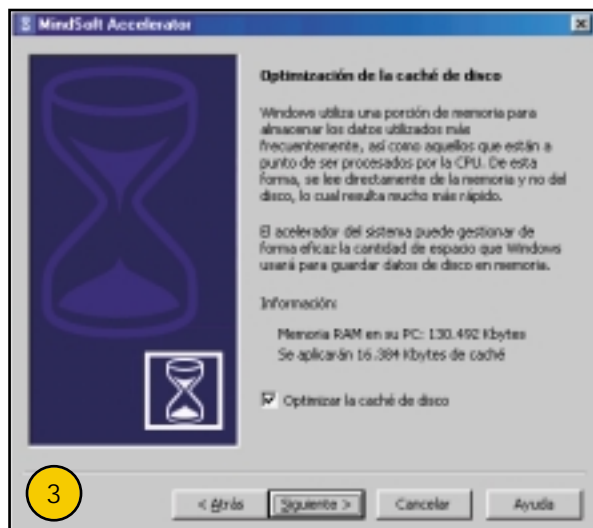 MindSoft Accelerator
Optimización de la caché de disco
Windows utiliza una porción de memoria para
almacenar los datos utilizados más
frecuentemente, así como aquellos que están a
punto de ser procesados por la CPU. De esta
forma, se lee directamente de la memoria y no del
disco, lo cual resulta mucho más rápido.
El acelerador del sistema puede gestionar de
forma eficaz la cantidad de espacio que Windows
usará para guardar datos de disco en memoria.
Información:
Memoria RAM en su PC: 130.492 Kbytes
Se aplicarán 16.384 Kbytes de caché
Optimizar la caché de disco
3
< Atrás Siguiente > Cancelar Ayuda